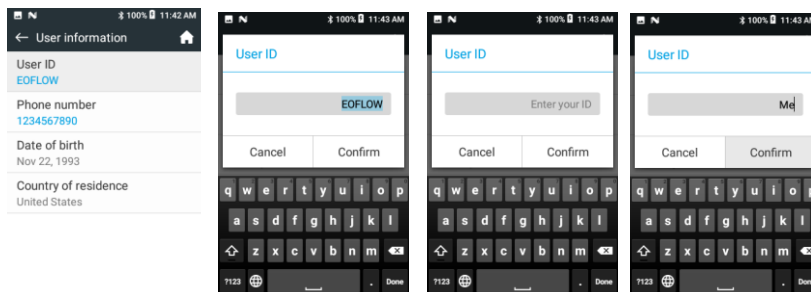 100% 11:42 AM
← User information
User ID
EOFLOW
Phone number
1234567890
Date of birth
Nov 22, 1993
Country of residence
United States
100% 11:43 AM
User ID
EOFLOW
Cancel Confirm
q w e r t y u i o p
a s d f g h j k l
z x c v b n m
?123 . Done
100% 11:43 AM
User ID
Enter your ID
Cancel Confirm
q w e r t y u i o p
a s d f g h j k l
z x c v b n m
?123 . Done
100% 11:43 AM
User ID
Me
Cancel Confirm
q w e r t y u i o p
a s d f g h j k l
z x c v b n m
?123 . Done